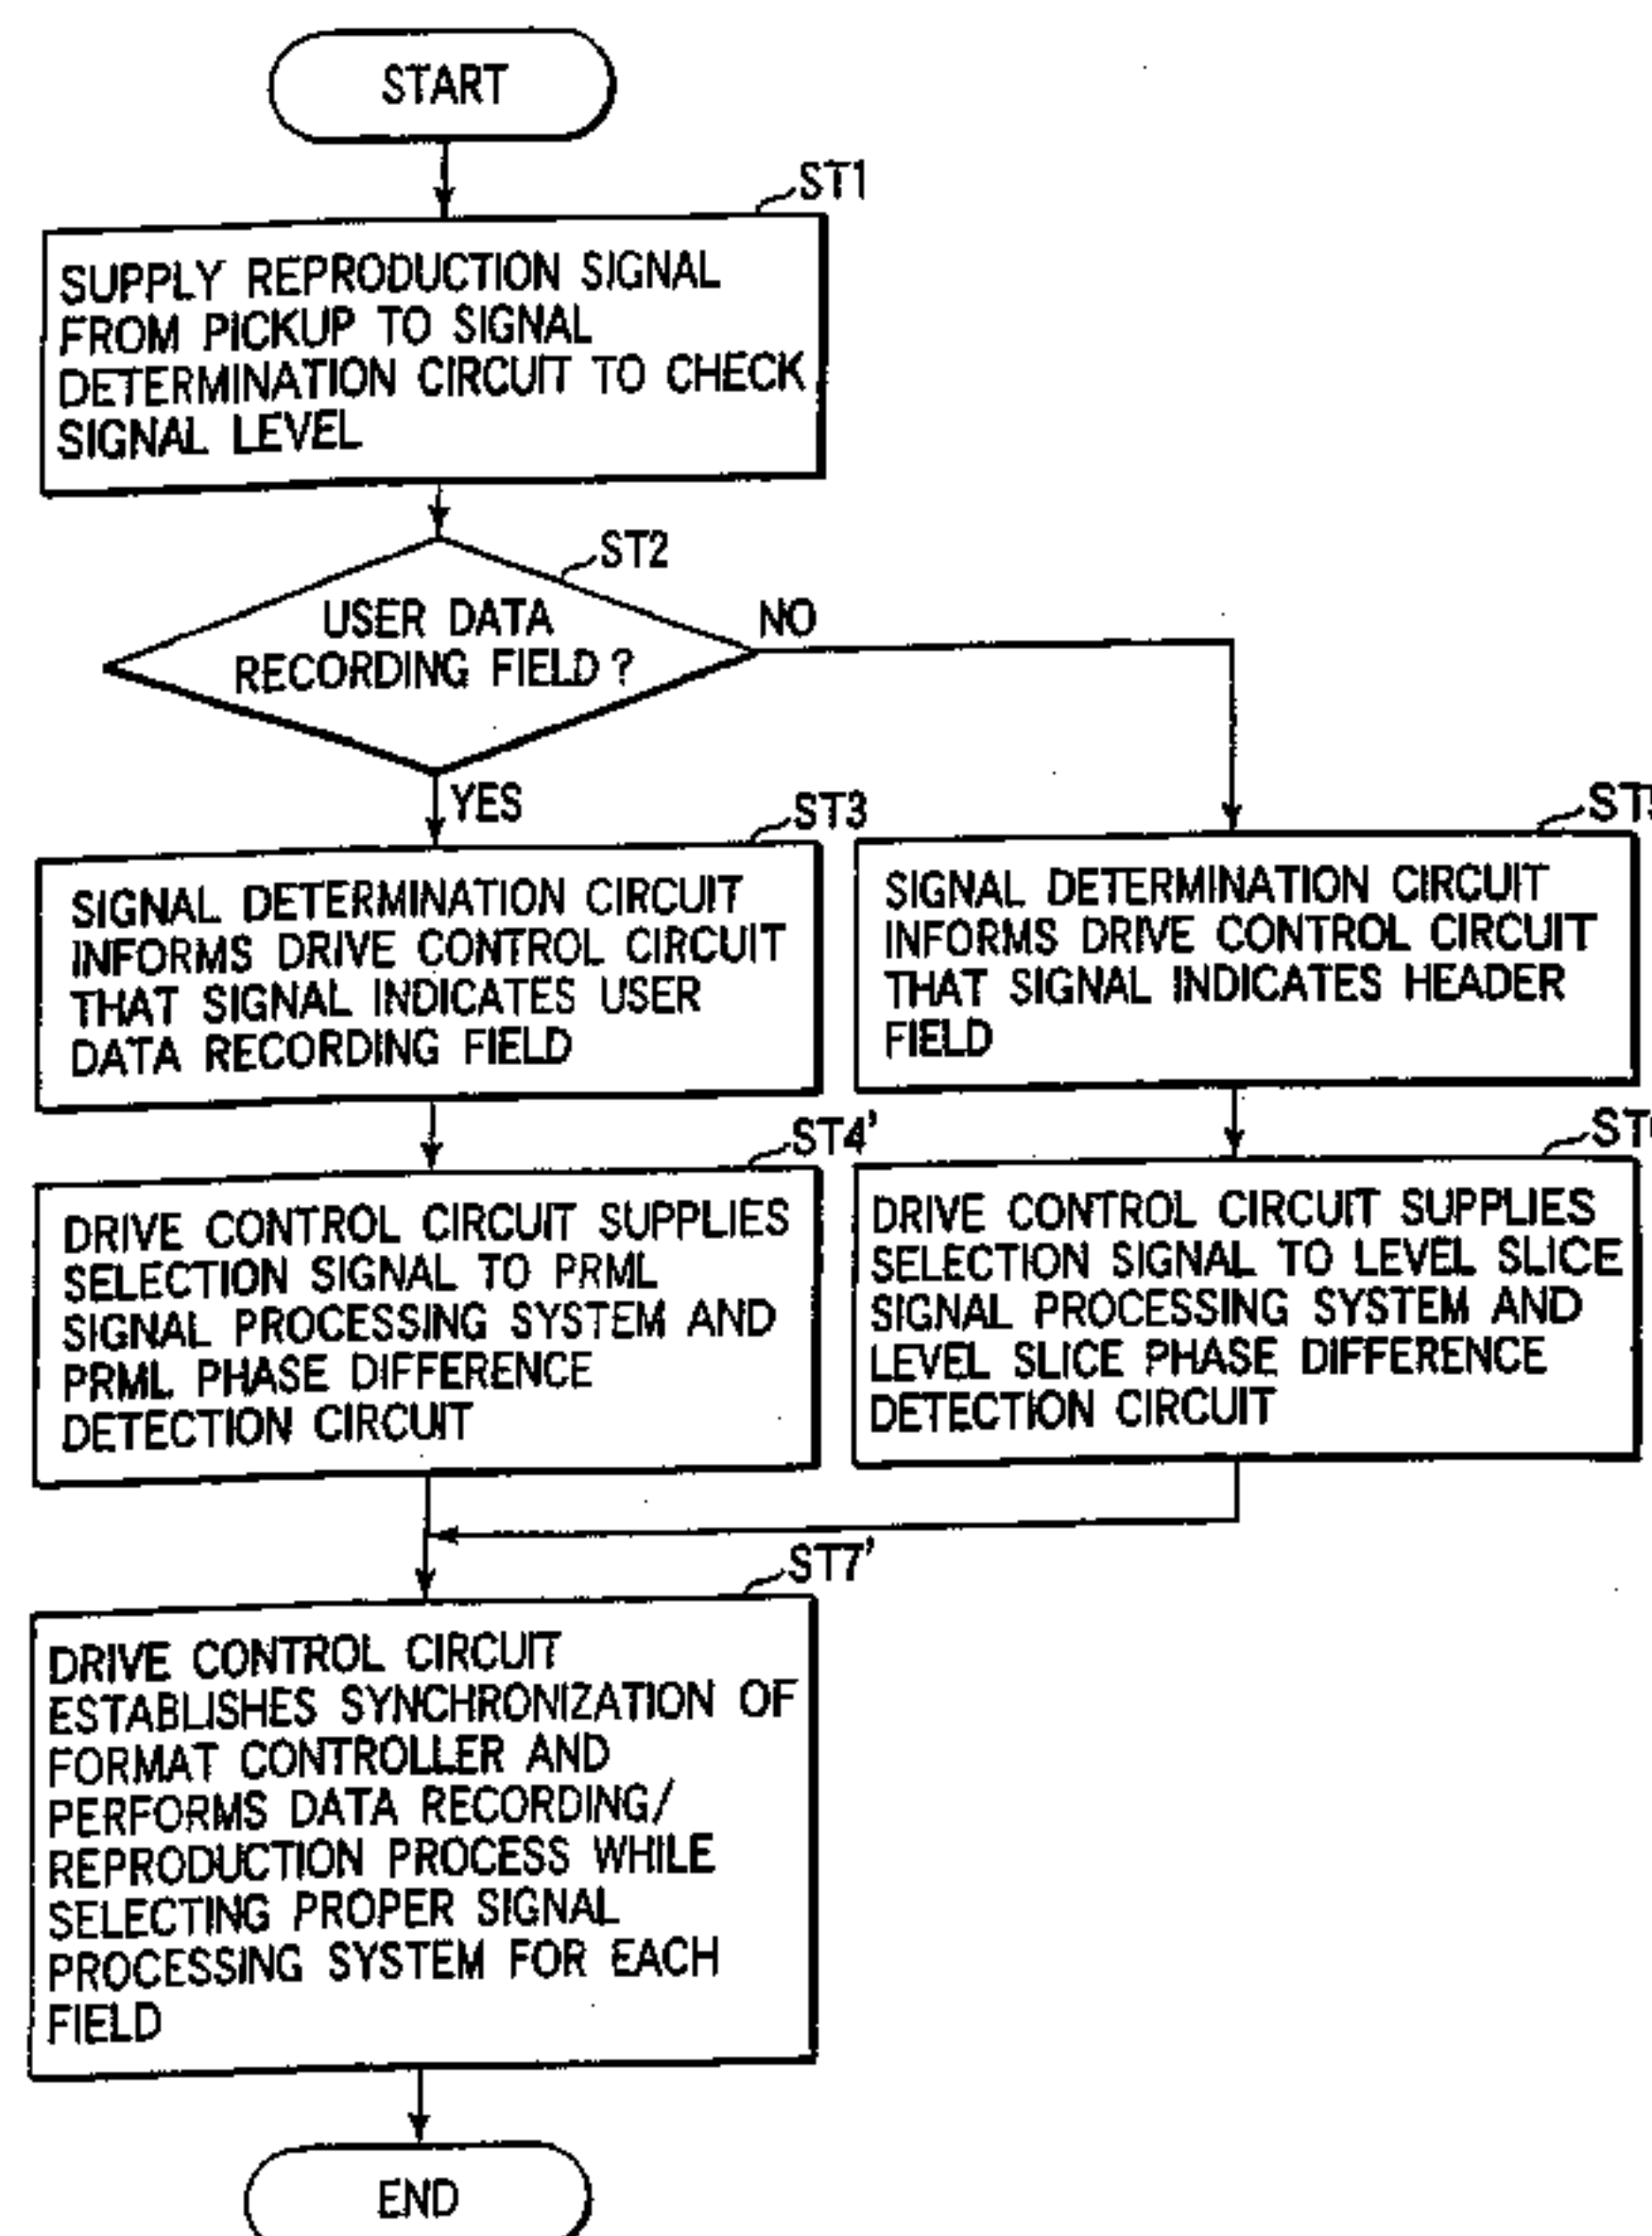 START
ST1
SUPPLY REPRODUCTION SIGNAL
FROM PICKUP TO SIGNAL
DETERMINATION CIRCUIT TO CHECK
SIGNAL LEVEL
ST2
USER DATA
RECORDING FIELD?
NO
YES
ST3
SIGNAL DETERMINATION CIRCUIT
INFORMS DRIVE CONTROL CIRCUIT
THAT SIGNAL INDICATES USER
DATA RECORDING FIELD
SIGNAL DETERMINATION CIRCUIT
INFORMS DRIVE CONTROL CIRCUIT
THAT SIGNAL INDICATES HEADER
FIELD
ST4'
DRIVE CONTROL CIRCUIT SUPPLIES
SELECTION SIGNAL TO PRML
SIGNAL PROCESSING SYSTEM AND
PRML PHASE DIFFERENCE
DETECTION CIRCUIT
DRIVE CONTROL CIRCUIT SUPPLIES
SELECTION SIGNAL TO LEVEL SLICE
SIGNAL PROCESSING SYSTEM AND
LEVEL SLICE PHASE DIFFERENCE
DETECTION CIRCUIT
ST7'
DRIVE CONTROL CIRCUIT
ESTABLISHES SYNCHRONIZATION OF
FORMAT CONTROLLER AND
PERFORMS DATA RECORDING/
REPRODUCTION PROCESS WHILE
SELECTING PROPER SIGNAL
PROCESSING SYSTEM FOR EACH
FIELD
END